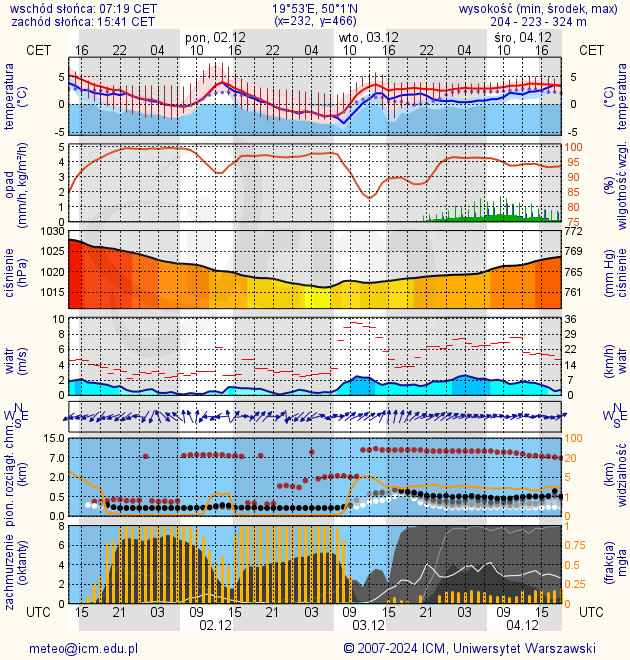 wschód słońca: 07:19 CET
zachód słońca: 15:41 CET
19°53'E, 50°1'N
(x=232, y=466)
wysokość (min, środek, max)
204 - 223 - 324 m
pon, 02.12
wto, 03.12
śro, 04.12
CET 16 22 04 10 16 22 04 10 16 22 04 10 16 CET
temperatura
(°C)
5
0
-5
5
0
-5
temperatura
(°C)
opad
(mm/h, kg/m²/h)
5
4
3
2
1
0
100
95
90
85
80
75
(%)
wilgotność wzgl.
ciśnienie
(hPa)
1030
1025
1020
1015
1011
772
769
765
761
(mm Hg)
ciśnienie
wiatr
(m/s)
10
8
6
4
2
0
36
29
22
14
7
0
(km/h)
wiatr
N
W E
S
N
W E
S
pion. rozciągł. chm.
(km)
15.0
7.0
2.0
0.5
0.0
100
20
5
1
0
(km)
widzialność
zachmurzenie
(oktanty)
8
6
4
2
0
1
0.75
0.5
0.25
0
(frakcja)
mgła
UTC 15 21 03 09 15 21 03 09 15 21 03 09 15 UTC
02.12
03.12
04.12
meteo@icm.edu.pl
© 2007-2024 ICM, Uniwersytet Warszawski